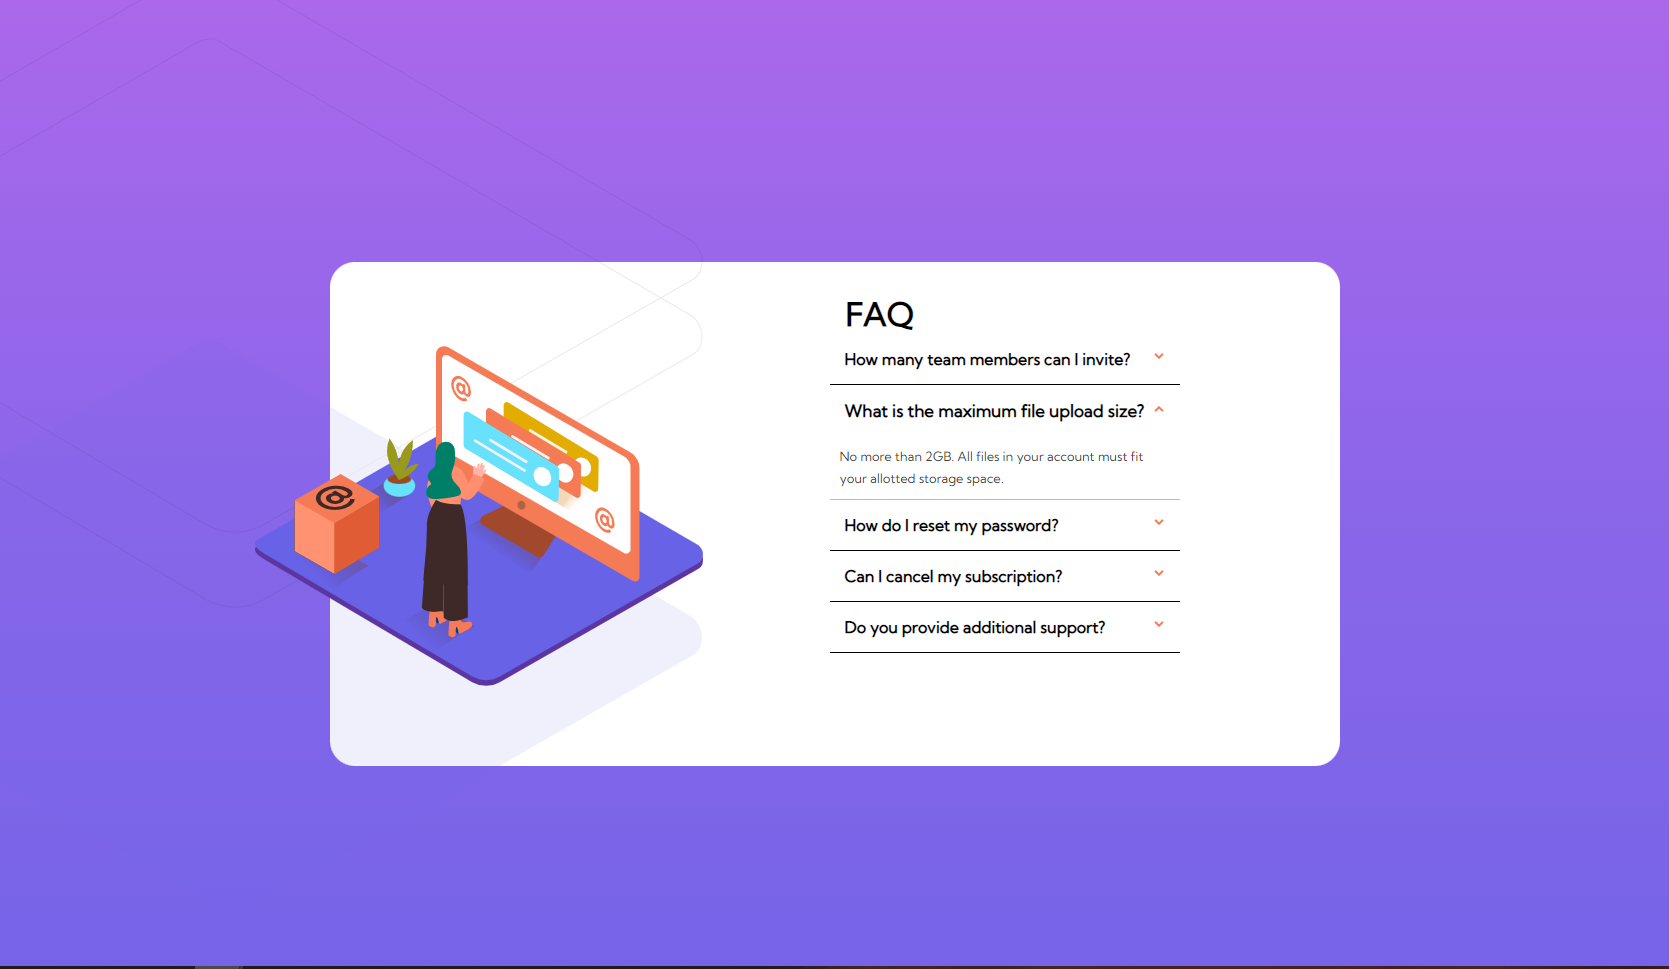 FAQ
How many team members can I invite?
What is the maximum file upload size?
No more than 2GB. All files in your account must fit
your allotted storage space.
How do I reset my password?
Can I cancel my subscription?
Do you provide additional support?
@
@
@